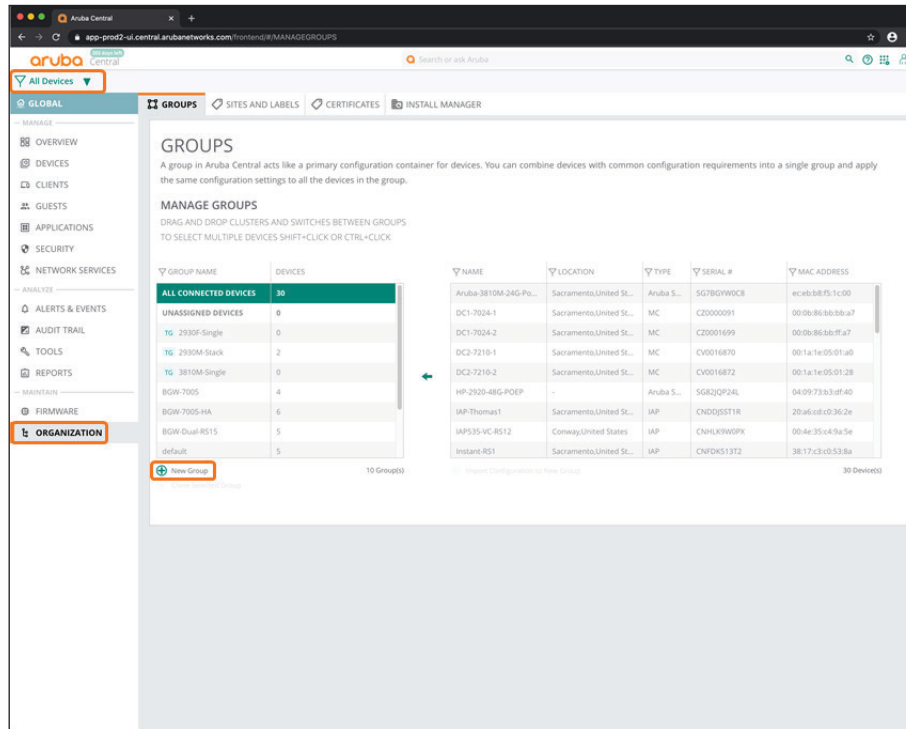 Aruba Central
app-prod2-ui.central.arubanetworks.com/frontend/#/MANAGEGROUPS
aruba Central
Search or ask Aruba
All Devices
GLOBAL
GROUPS SITES AND LABELS CERTIFICATES INSTALL MANAGER
MANAGE
OVERVIEW
DEVICES
CLIENTS
GUESTS
APPLICATIONS
SECURITY
NETWORK SERVICES
ANALYZE
ALERTS & EVENTS
AUDIT TRAIL
TOOLS
REPORTS
MAINTAIN
FIRMWARE
ORGANIZATION
GROUPS
A group in Aruba Central acts like a primary configuration container for devices. You can combine devices with common configuration requirements into a single group and apply
the same configuration settings to all the devices in the group.
MANAGE GROUPS
DRAG AND DROP CLUSTERS AND SWITCHES BETWEEN GROUPS
TO SELECT MULTIPLE DEVICES SHIFT+CLICK OR CTRL+CLICK
GROUP NAME DEVICES
ALL CONNECTED DEVICES 30
UNASSIGNED DEVICES 0
TG 2930F-Single 0
TG 2930M-Stack 2
TG 3810M-Single 0
BGW-7005 4
BGW-7005-HA 6
BGW-Dual-RS15 5
default 5
New Group 10 Group(s)
Clone Selected Group
NAME LOCATION TYPE SERIAL # MAC ADDRESS
Aruba-3810M-24G-Po... Sacramento,United St... Aruba S... SG7BGYW0C8 ec:eb:b8:f5:1c:00
DC1-7024-1 Sacramento,United St... MC CZ0000091 00:0b:86:bb:bb:a7
DC1-7024-2 Sacramento,United St... MC CZ0001699 00:0b:86:bb:ff:a7
DC2-7210-1 Sacramento,United St... MC CV0016870 00:1a:1e:05:01:a0
DC2-7210-2 Sacramento,United St... MC CV0016872 00:1a:1e:05:01:28
HP-2920-48G-POEP - Aruba S... SG82JQP24L 04:09:73:b3:df:40
IAP-Thomas1 Sacramento,United St... IAP CNDDJSST1R 20:a6:cd:c0:36:2e
IAP535-VC-RS12 Conway,United States IAP CNHLK9W0PX 00:4e:35:c4:9a:5e
Instant-RS1 Sacramento,United St... IAP CNFDKS13T2 38:17:c3:c0:53:8a
Import Configuration to New Group 30 Device(s)